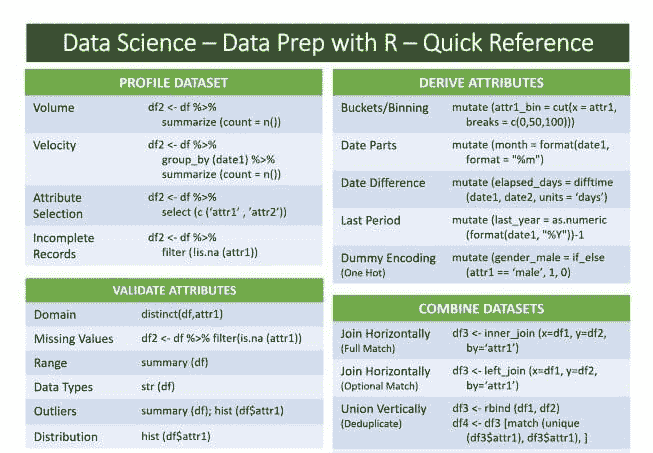 Data Science – Data Prep with R – Quick Reference
PROFILE DATASET
Volume
df2 <- df %>%
summarize (count = n())
Velocity
df2 <- df %>%
group_by (date1) %>%
summarize (count = n())
Attribute
Selection
df2 <- df %>%
select (c ('attr1' , 'attr2'))
Incomplete
Records
df2 <- df %>%
filter (!is.na (attr1))
VALIDATE ATTRIBUTES
Domain
distinct(df,attr1)
Missing Values
df2 <- df %>% filter(is.na (attr1))
Range
summary (df)
Data Types
str (df)
Outliers
summary (df); hist (df$attr1)
Distribution
hist (df$attr1)
DERIVE ATTRIBUTES
Buckets/Binning
mutate (attr1_bin = cut(x = attr1,
breaks = c(0,50,100)))
Date Parts
mutate (month = format(date1,
format = "%m")
Date Difference
mutate (elapsed_days = difftime
(date1, date2, units = 'days')
Last Period
mutate (last_year = as.numeric
(format(date1, "%Y"))-1
Dummy Encoding
(One Hot)
mutate (gender_male = if_else
(attr1 == 'male', 1, 0)
COMBINE DATASETS
Join Horizontally
(Full Match)
df3 <- inner_join (x=df1, y=df2,
by='attr1')
Join Horizontally
(Optional Match)
df3 <- left_join (x=df1, y=df2,
by='attr1')
Union Vertically
(Deduplicate)
df3 <- rbind (df1, df2)
df4 <- df3 [match (unique
(df3$attr1), df3$attr1), ]